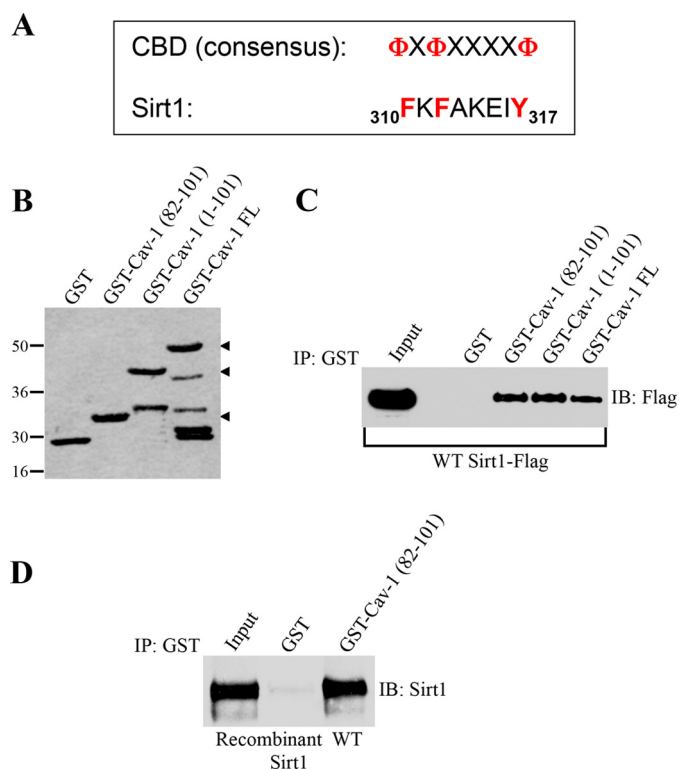 A
CBD (consensus): ΦXΦXXXXΦ
Sirt1: 310FKFAKEIY317
B
GST
GST-Cav-1 (82-101)
GST-Cav-1 (1-101)
GST-Cav-1 FL
50
36
30
16
C
IP: GST
Input
GST
GST-Cav-1 (82-101)
GST-Cav-1 (1-101)
GST-Cav-1 FL
IB: Flag
WT Sirt1-Flag
D
IP: GST
Input
GST
GST-Cav-1 (82-101)
IB: Sirt1
Recombinant WT
Sirt1